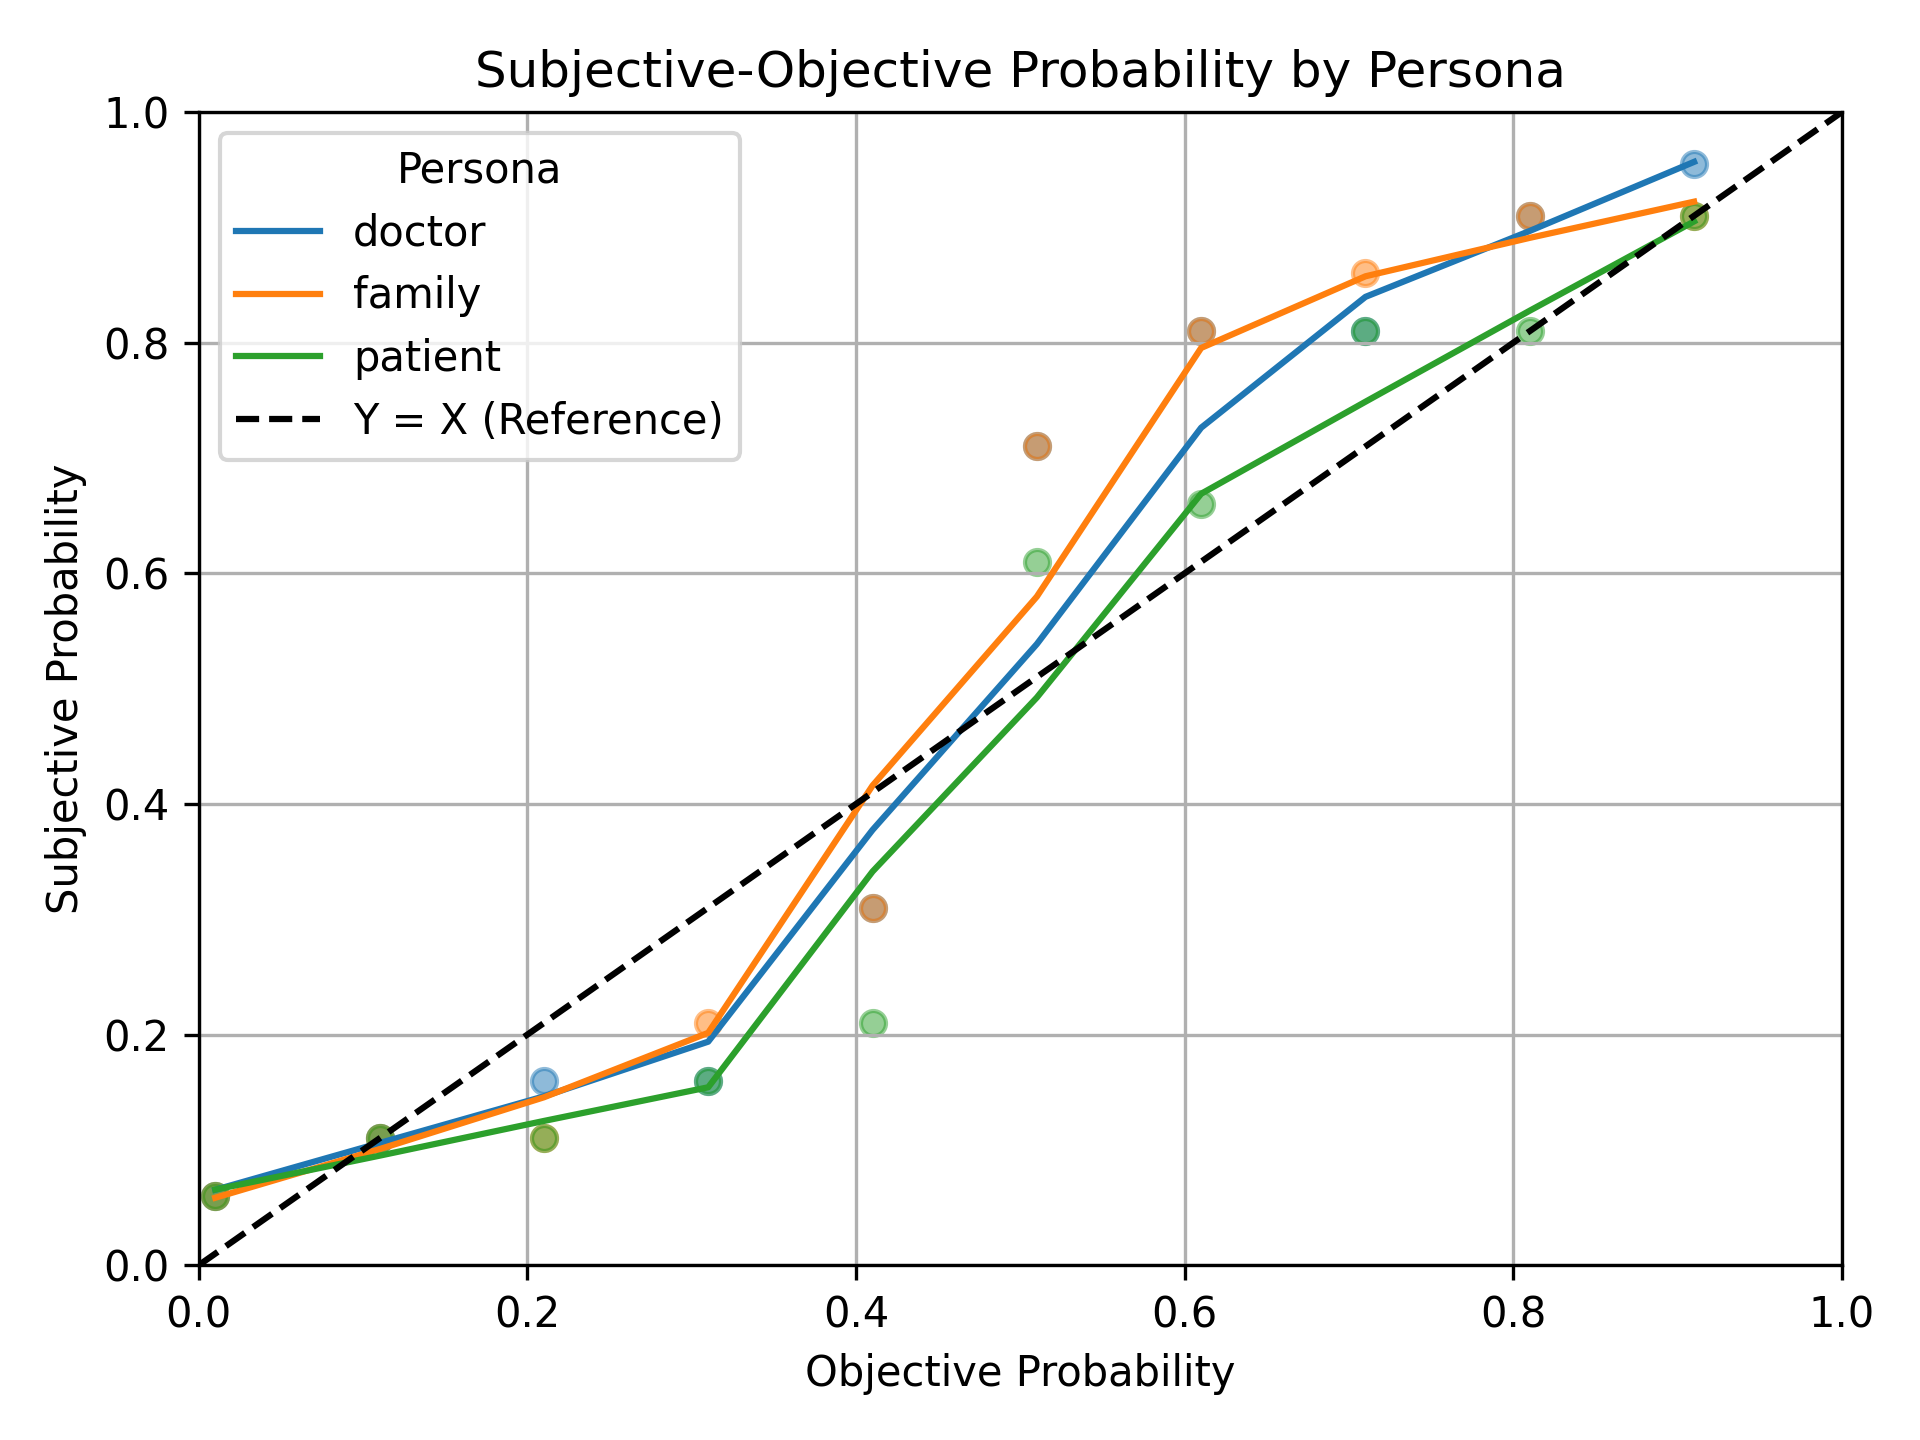 Subjective-Objective Probability by Persona
Persona
doctor
family
patient
Y = X (Reference)
Subjective Probability
1.0
0.8
0.6
0.4
0.2
0.0
0.0 0.2 0.4 0.6 0.8 1.0
Objective Probability